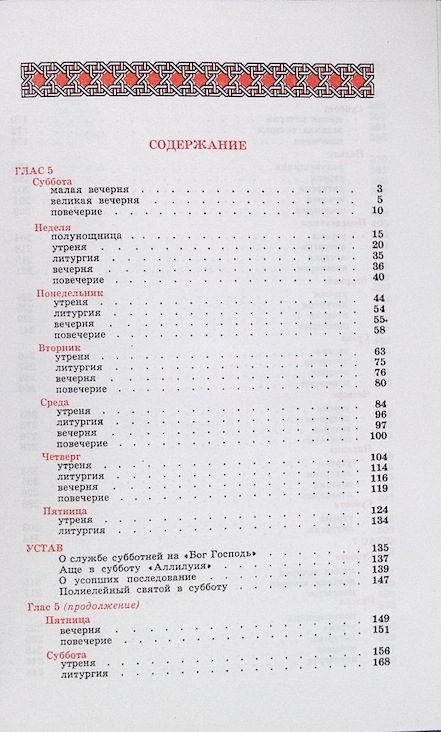 СОДЕРЖАНИЕ
ГЛАС 5
Суббота
малая вечерня . . . . . . . . . . . . 3
великая вечерня . . . . . . . . . . . . 5
повечерие . . . . . . . . . . . . 10
Неделя
полунощница . . . . . . . . . . . . 15
утреня . . . . . . . . . . . . 20
литургия . . . . . . . . . . . . 35
вечерня . . . . . . . . . . . . 36
повечерие . . . . . . . . . . . . 40
Понедельник
утреня . . . . . . . . . . . . 44
литургия . . . . . . . . . . . . 54
вечерня . . . . . . . . . . . . 55
повечерие . . . . . . . . . . . . 58
Вторник
утреня . . . . . . . . . . . . 63
литургия . . . . . . . . . . . . 75
вечерня . . . . . . . . . . . . 76
повечерие . . . . . . . . . . . . 80
Среда
утреня . . . . . . . . . . . . 84
литургия . . . . . . . . . . . . 96
вечерня . . . . . . . . . . . . 97
повечерие . . . . . . . . . . . . 100
Четверг
утреня . . . . . . . . . . . . 104
литургия . . . . . . . . . . . . 114
вечерня . . . . . . . . . . . . 116
повечерие . . . . . . . . . . . . 119
Пятница
утреня . . . . . . . . . . . . 124
литургия . . . . . . . . . . . . 134
УСТАВ
О службе субботней на «Бог Господь» . . . . . . 135
Аще в субботу «Аллилуия» . . . . . . . . 137
О усопших последование . . . . . . . . 139
Полиелейный святой в субботу . . . . . . . 147
Глас 5 (продолжение)
Пятница
вечерня . . . . . . . . . . . . 149
повечерие . . . . . . . . . . . . 151
Суббота
утреня . . . . . . . . . . . . 156
литургия . . . . . . . . . . . . 168